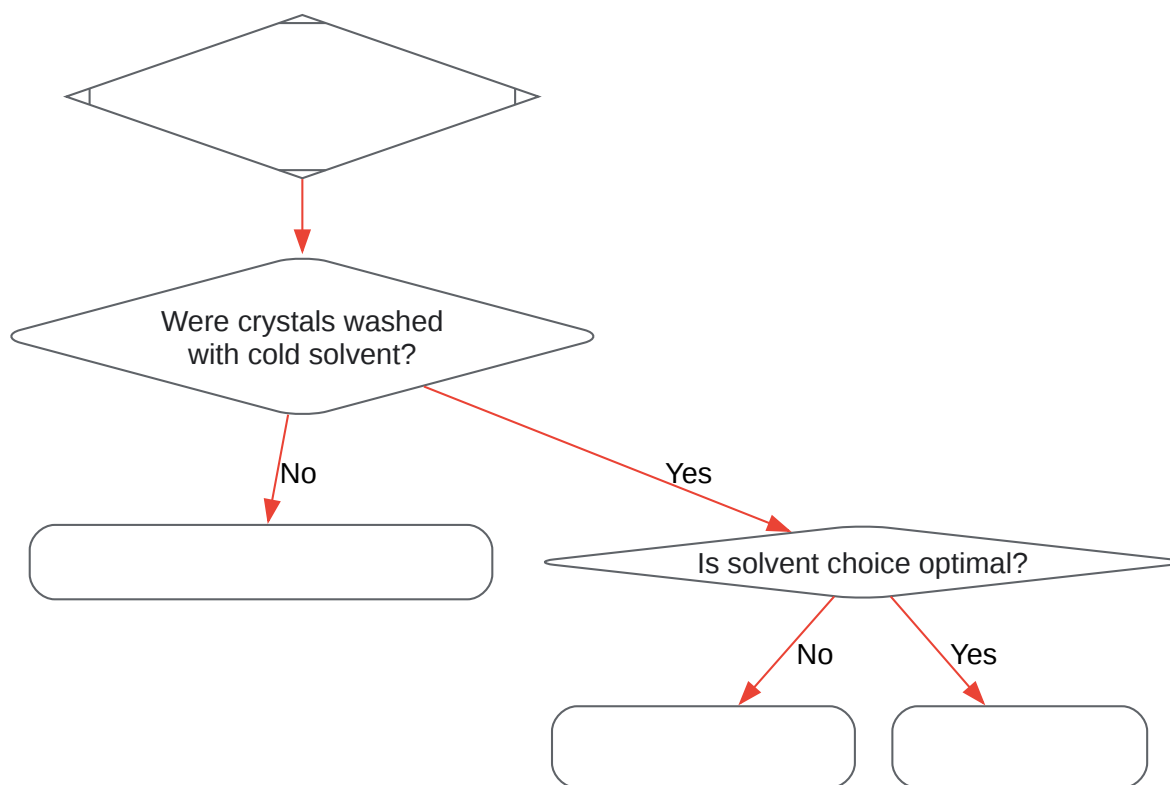 Were crystals washed
with cold solvent?
No
Yes
Is solvent choice optimal?
No
Yes